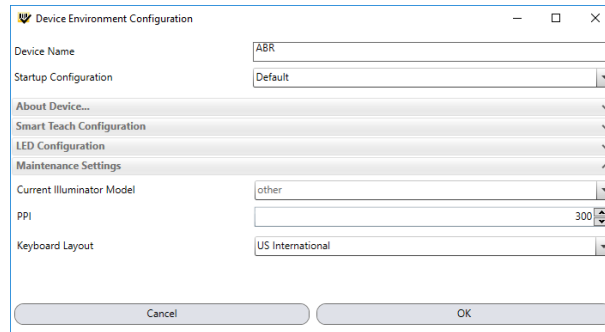 Device Environment Configuration
Device Name ABR
Startup Configuration Default
About Device...
Smart Teach Configuration
LED Configuration
Maintenance Settings
Current Illuminator Model other
PPI 300
Keyboard Layout US International
Cancel OK